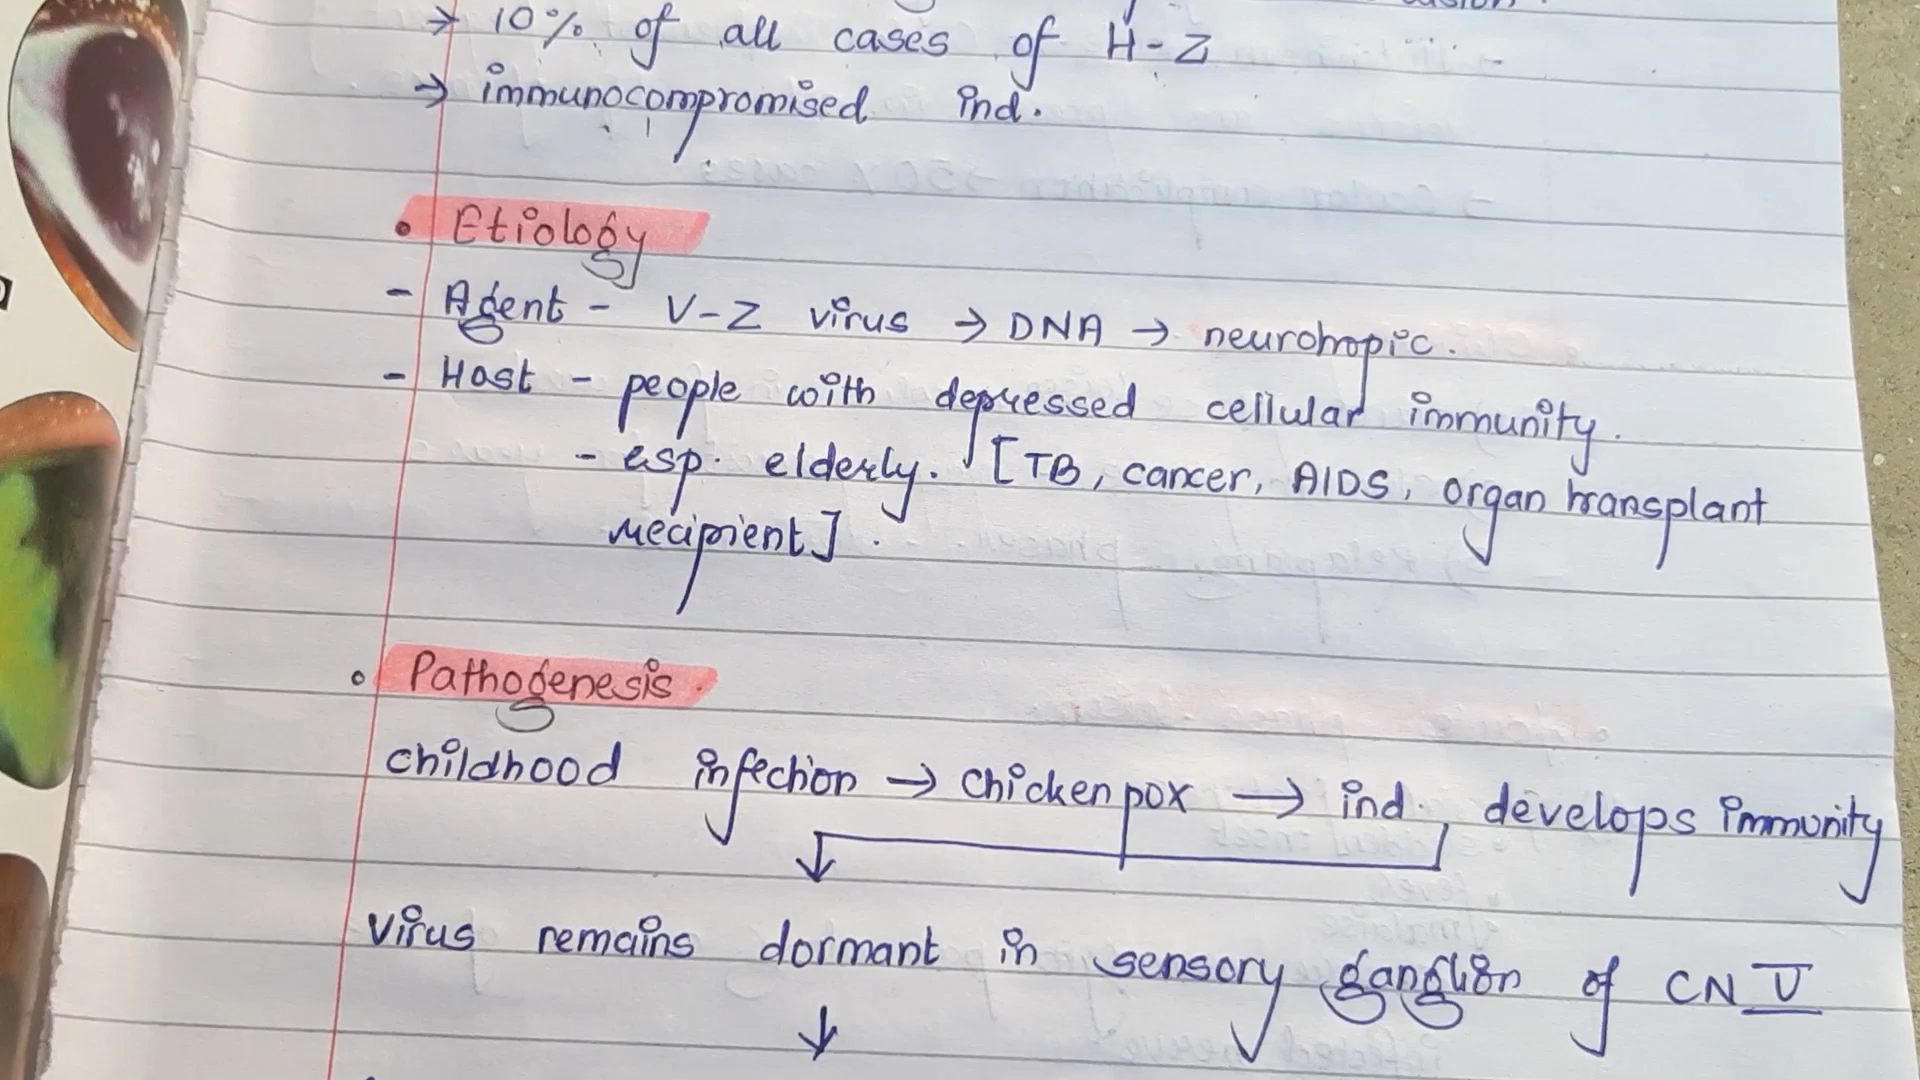 → 10% of all cases of H-Z
→ immunocompromised ind.
• Etiology
- Agent - V-Z virus → DNA → neurotropic.
- Host - people with depressed cellular immunity.
- esp. elderly. [TB, cancer, AIDS, organ transplant
recipient].
• Pathogenesis.
childhood infection → chickenpox → ind. develops immunity
↓
virus remains dormant in sensory ganglion of CN V
↓